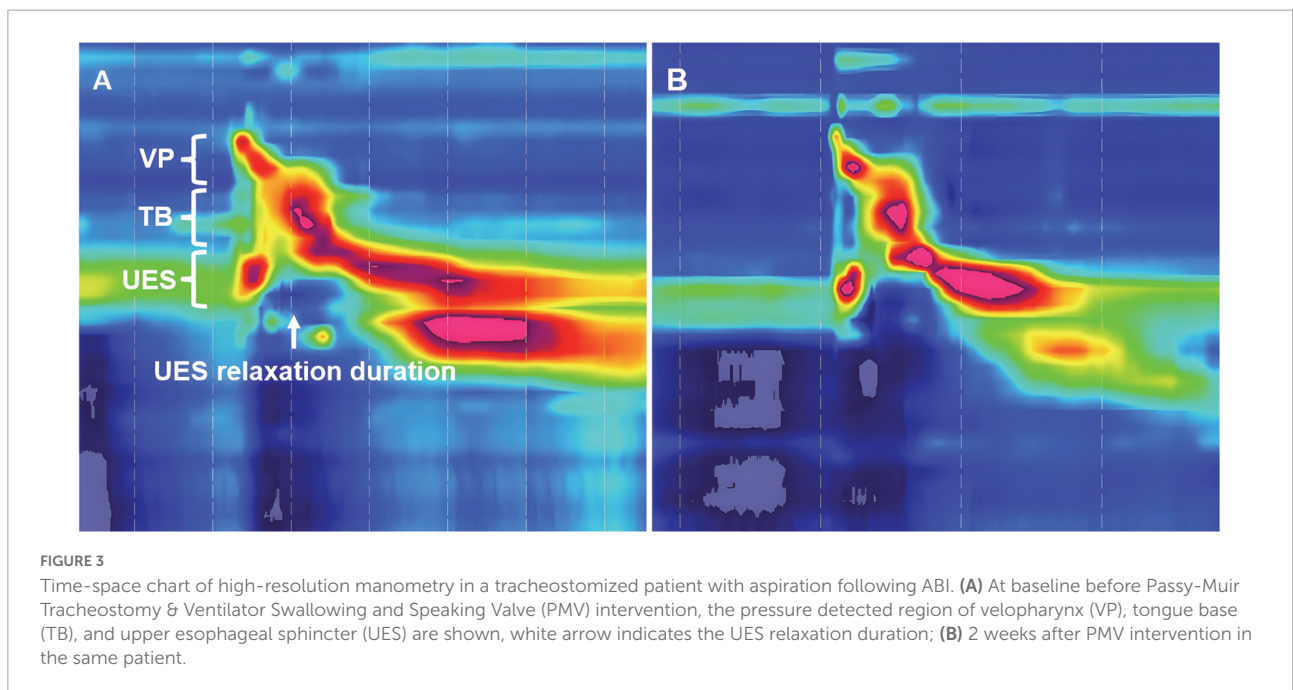 A
B
VP
TB
UES
UES relaxation duration
FIGURE 3
Time-space chart of high-resolution manometry in a tracheostomized patient with aspiration following ABI. (A) At baseline before Passy-Muir
Tracheostomy & Ventilator Swallowing and Speaking Valve (PMV) intervention, the pressure detected region of velopharynx (VP), tongue base
(TB), and upper esophageal sphincter (UES) are shown, white arrow indicates the UES relaxation duration; (B) 2 weeks after PMV intervention in
the same patient.